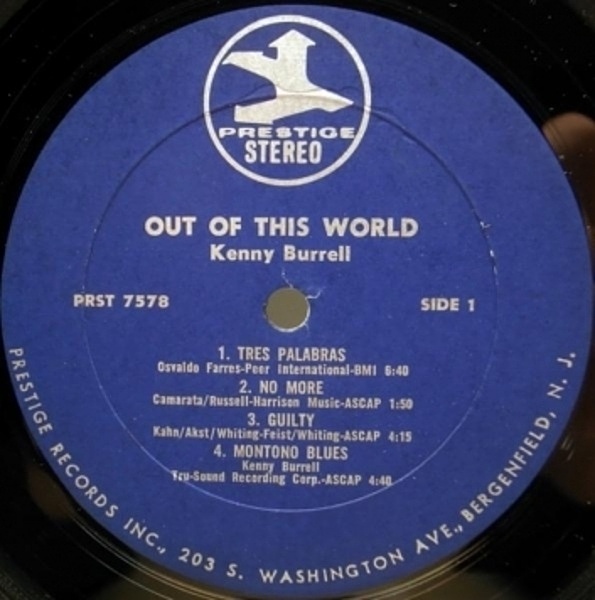 PRESTIGE
STEREO
OUT OF THIS WORLD
Kenny Burrell
PRST 7578
SIDE 1
1. TRES PALABRAS
Osvaldo Farres-Peer International-BMI 6:40
2. NO MORE
Camarata/Russell-Harrison Music-ASCAP 1:50
3. GUILTY
Kahn/Akst/Whiting-Feist/Whiting-ASCAP 4:15
4. MONTONO BLUES
Kenny Burrell
Tru-Sound Recording Corp.-ASCAP 4:40
PRESTIGE RECORDS INC., 203 S. WASHINGTON AVE., BERGENFIELD, N. J.